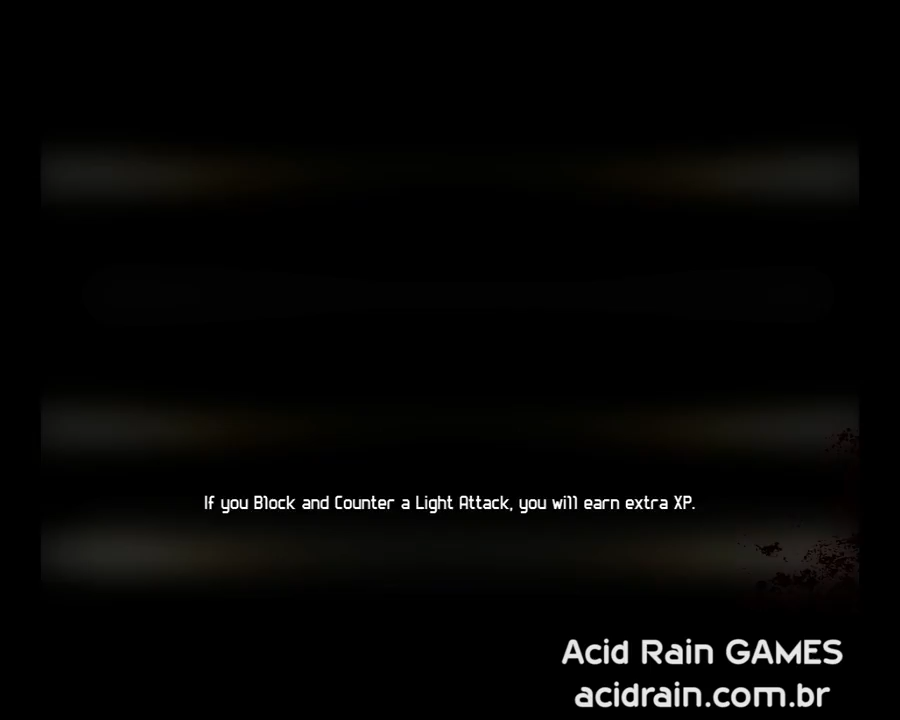 If you Block and Counter a Light Attack, you will earn extra XP.
Acid Rain GAMES
acidrain.com.br